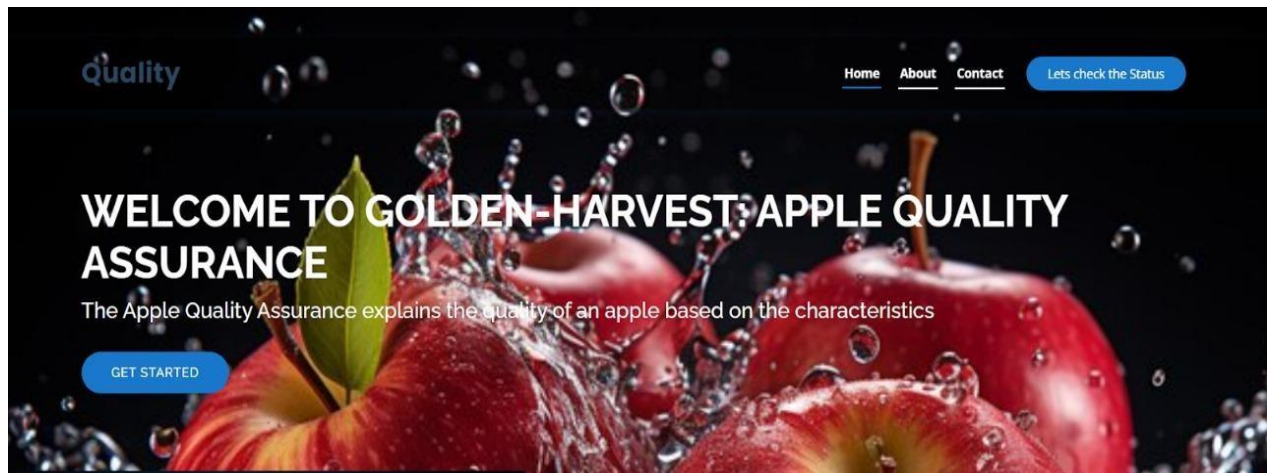 Quality
Home About Contact Lets check the Status
WELCOME TO GOLDEN-HARVEST: APPLE QUALITY
ASSURANCE
The Apple Quality Assurance explains the quality of an apple based on the characteristics
GET STARTED